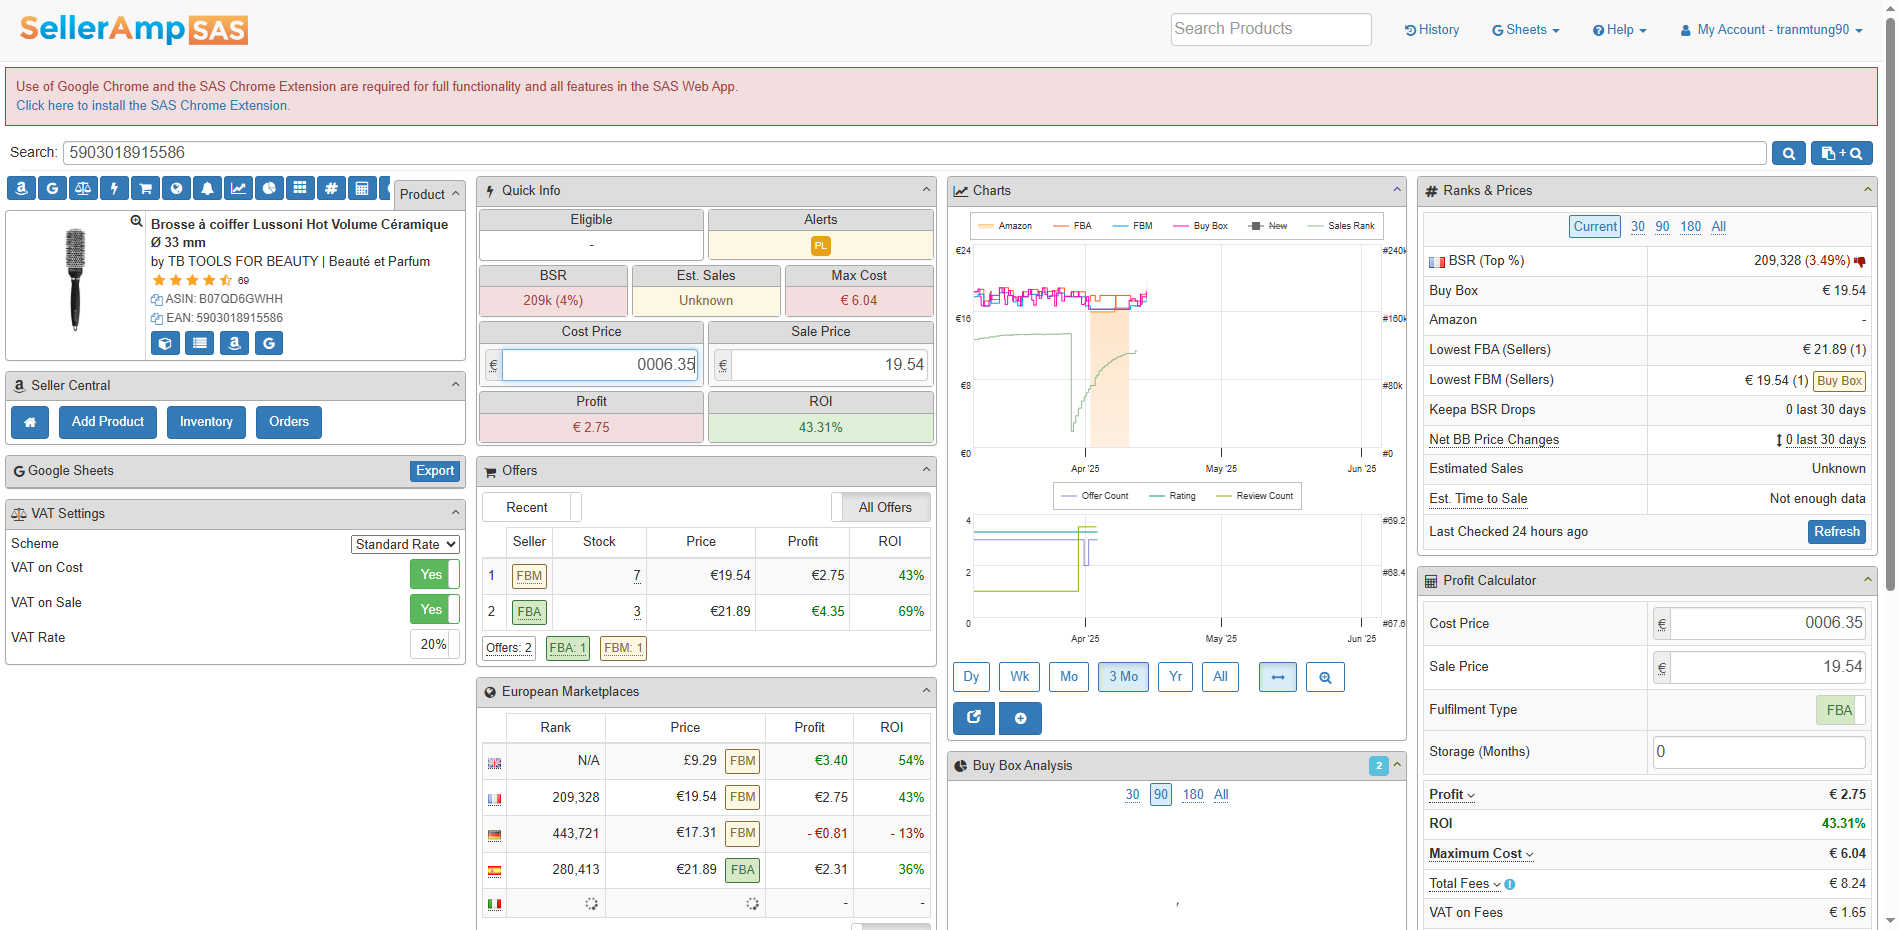 SellerAmp SAS
Search Products
History
Sheets
Help
My Account - tranmtung90
Use of Google Chrome and the SAS Chrome Extension are required for full functionality and all features in the SAS Web App.
Click here to install the SAS Chrome Extension.
Search: 5903018915586
+
Product
Brosse à coiffer Lussoni Hot Volume Céramique
Ø 33 mm
by TB TOOLS FOR BEAUTY | Beauté et Parfum
69
ASIN: B07QD6GWHH
EAN: 5903018915586
Seller Central
Add Product Inventory Orders
Google Sheets Export
VAT Settings
Scheme Standard Rate
VAT on Cost Yes
VAT on Sale Yes
VAT Rate 20%
Quick Info
Eligible Alerts
- PL
BSR Est. Sales Max Cost
209k (4%) Unknown € 6.04
Cost Price Sale Price
€ 0006.35 € 19.54
Profit ROI
€ 2.75 43.31%
Offers
Recent All Offers
Seller Stock Price Profit ROI
1 FBM 7 €19.54 €2.75 43%
2 FBA 3 €21.89 €4.35 69%
Offers: 2 FBA: 1 FBM: 1
European Marketplaces
Rank Price Profit ROI
N/A £9.29 FBM €3.40 54%
209,328 €19.54 FBM €2.75 43%
443,721 €17.31 FBM - €0.81 - 13%
280,413 €21.89 FBA €2.31 36%
- -
Charts
Amazon FBA FBM Buy Box New Sales Rank
€24 #240k
€16 #160k
€8 #80k
€0 #0
Apr '25 May '25 Jun '25
Offer Count Rating Review Count
4 #69.2
2 #68.4
0 #67.6
Apr '25 May '25 Jun '25
Dy Wk Mo 3 Mo Yr All
Buy Box Analysis 2
30 90 180 All
Ranks & Prices
Current 30 90 180 All
BSR (Top %) 209,328 (3.49%)
Buy Box € 19.54
Amazon -
Lowest FBA (Sellers) € 21.89 (1)
Lowest FBM (Sellers) € 19.54 (1) Buy Box
Keepa BSR Drops 0 last 30 days
Net BB Price Changes 0 last 30 days
Estimated Sales Unknown
Est. Time to Sale Not enough data
Last Checked 24 hours ago Refresh
Profit Calculator
Cost Price € 0006.35
Sale Price € 19.54
Fulfilment Type FBA
Storage (Months) 0
Profit € 2.75
ROI 43.31%
Maximum Cost € 6.04
Total Fees € 8.24
VAT on Fees € 1.65